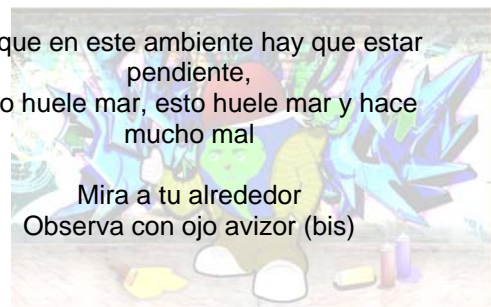 que en este ambiente hay que estar
pendiente,
o huele mar, esto huele mar y hace
mucho mal
Mira a tu alrededor
Observa con ojo avizor (bis)